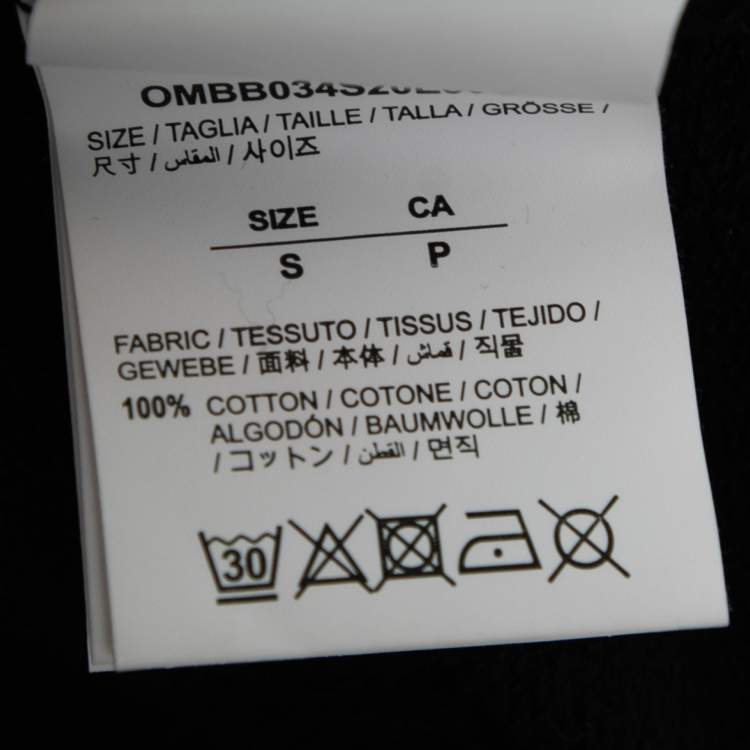 OMBB034S20E
SIZE / TAGLIA / TAILLE / TALLA / GRÖSSE /
尺寸 / المقاس / 사이즈
SIZE CA
S P
FABRIC / TESSUTO / TISSUS / TEJIDO /
GEWEBE / 面料 / 本体 / قماش / 직물
100% COTTON / COTONE / COTON /
ALGODÓN / BAUMWOLLE / 棉
/ コットン / القطن / 면직
30